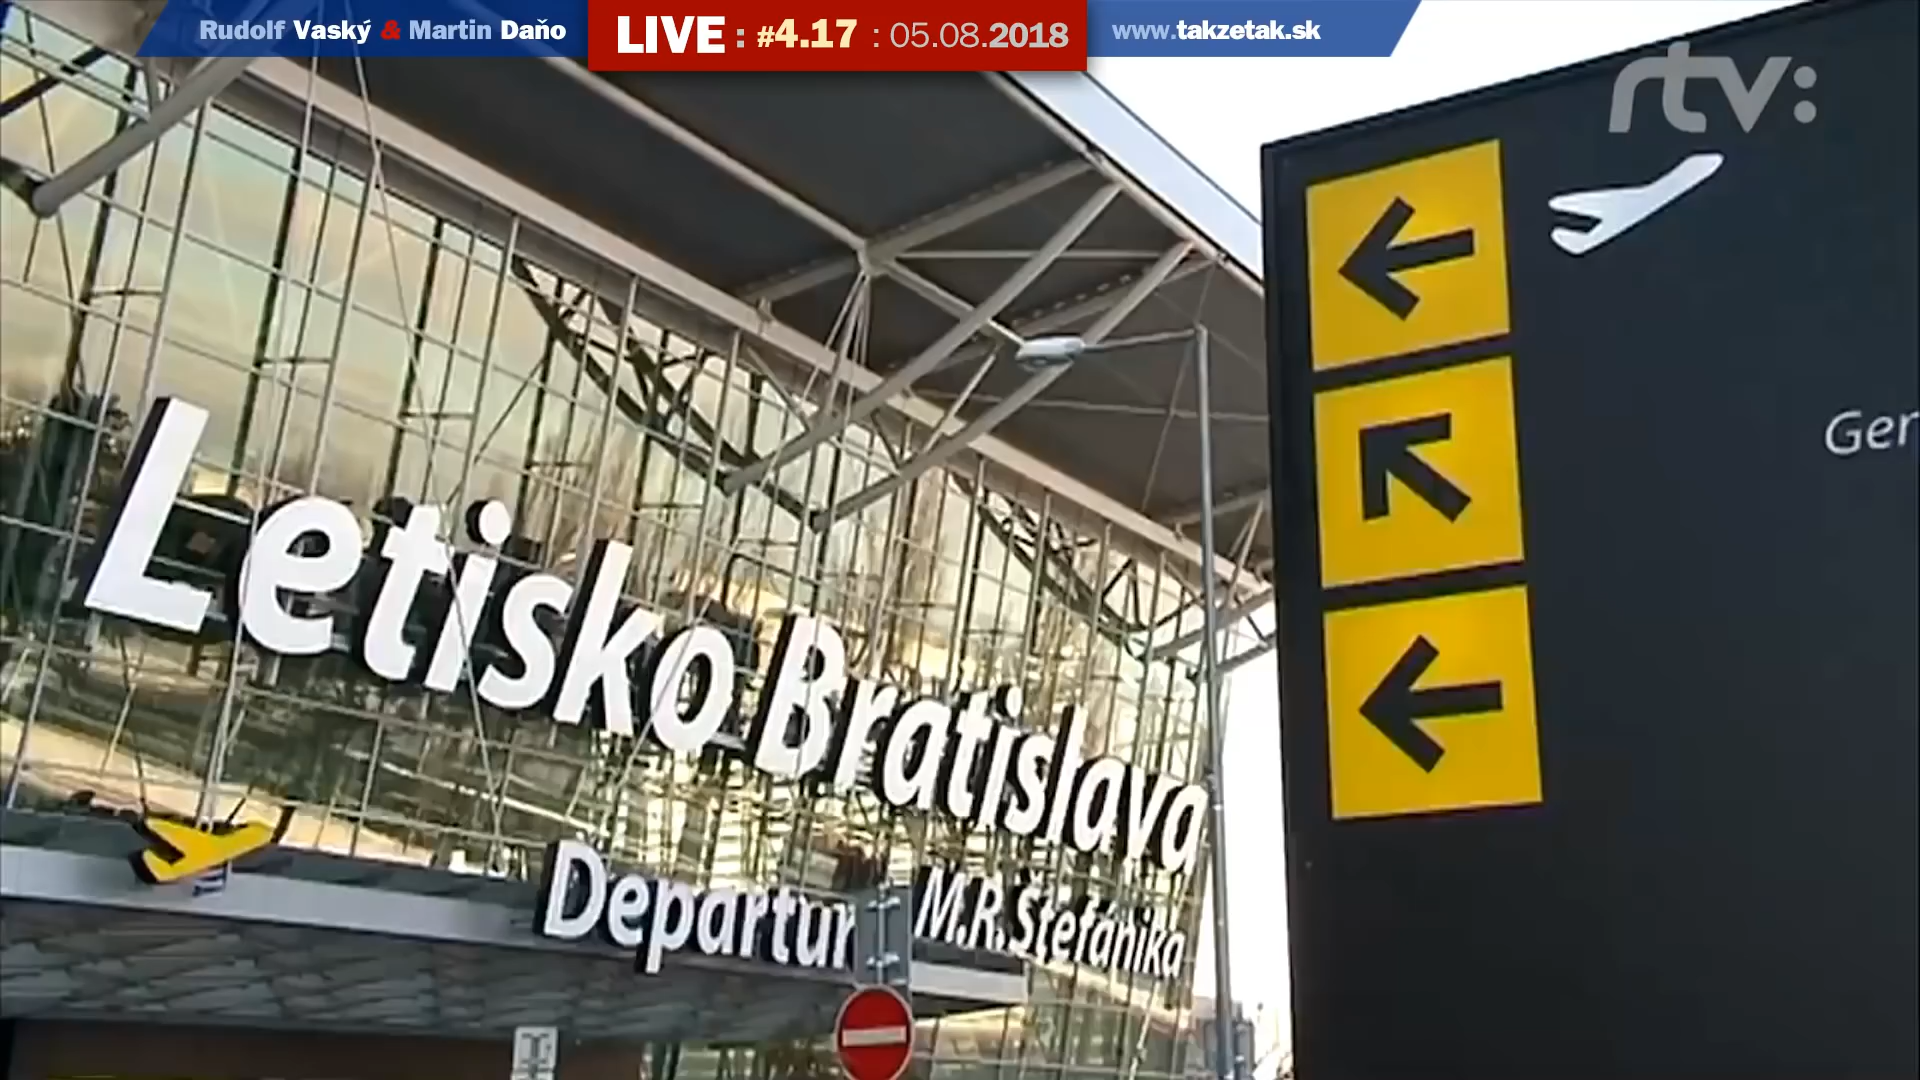 Rudolf Vaský & Martin Daňo
LIVE : #4.17 : 05.08.2018
www.takzetak.sk
rtv:
Letisko Bratislava
Departur
M.R.Štefánika
Ger